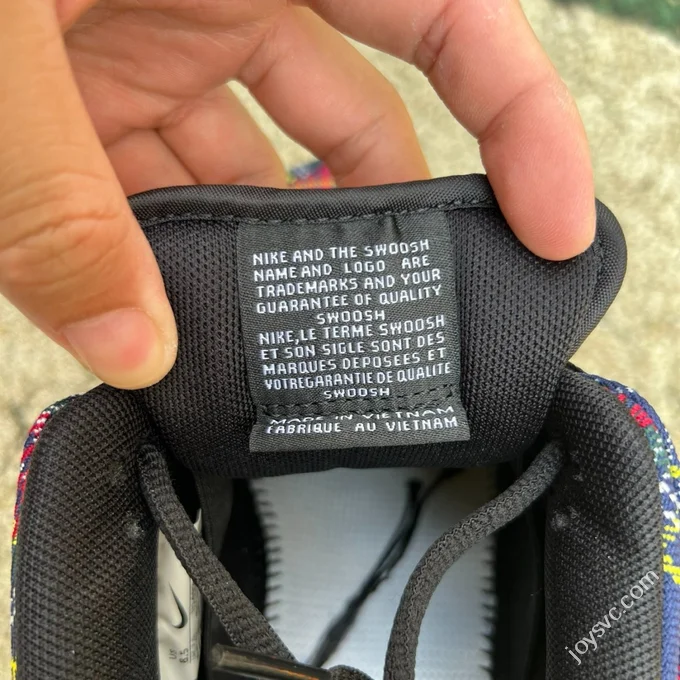 NIKE AND THE SWOOSH
NAME AND LOGO ARE
TRADEMARKS AND YOUR
GUARANTEE OF QUALITY
SWOOSH
NIKE,LE TERME SWOOSH
ET SON SIGLE SONT DES
MARQUES DEPOSEES ET
VOTREGARANTIE DE QUALITE
SWOOSH
MADE IN VIETNAM
FABRIQUE AU VIETNAM
joysvc.com